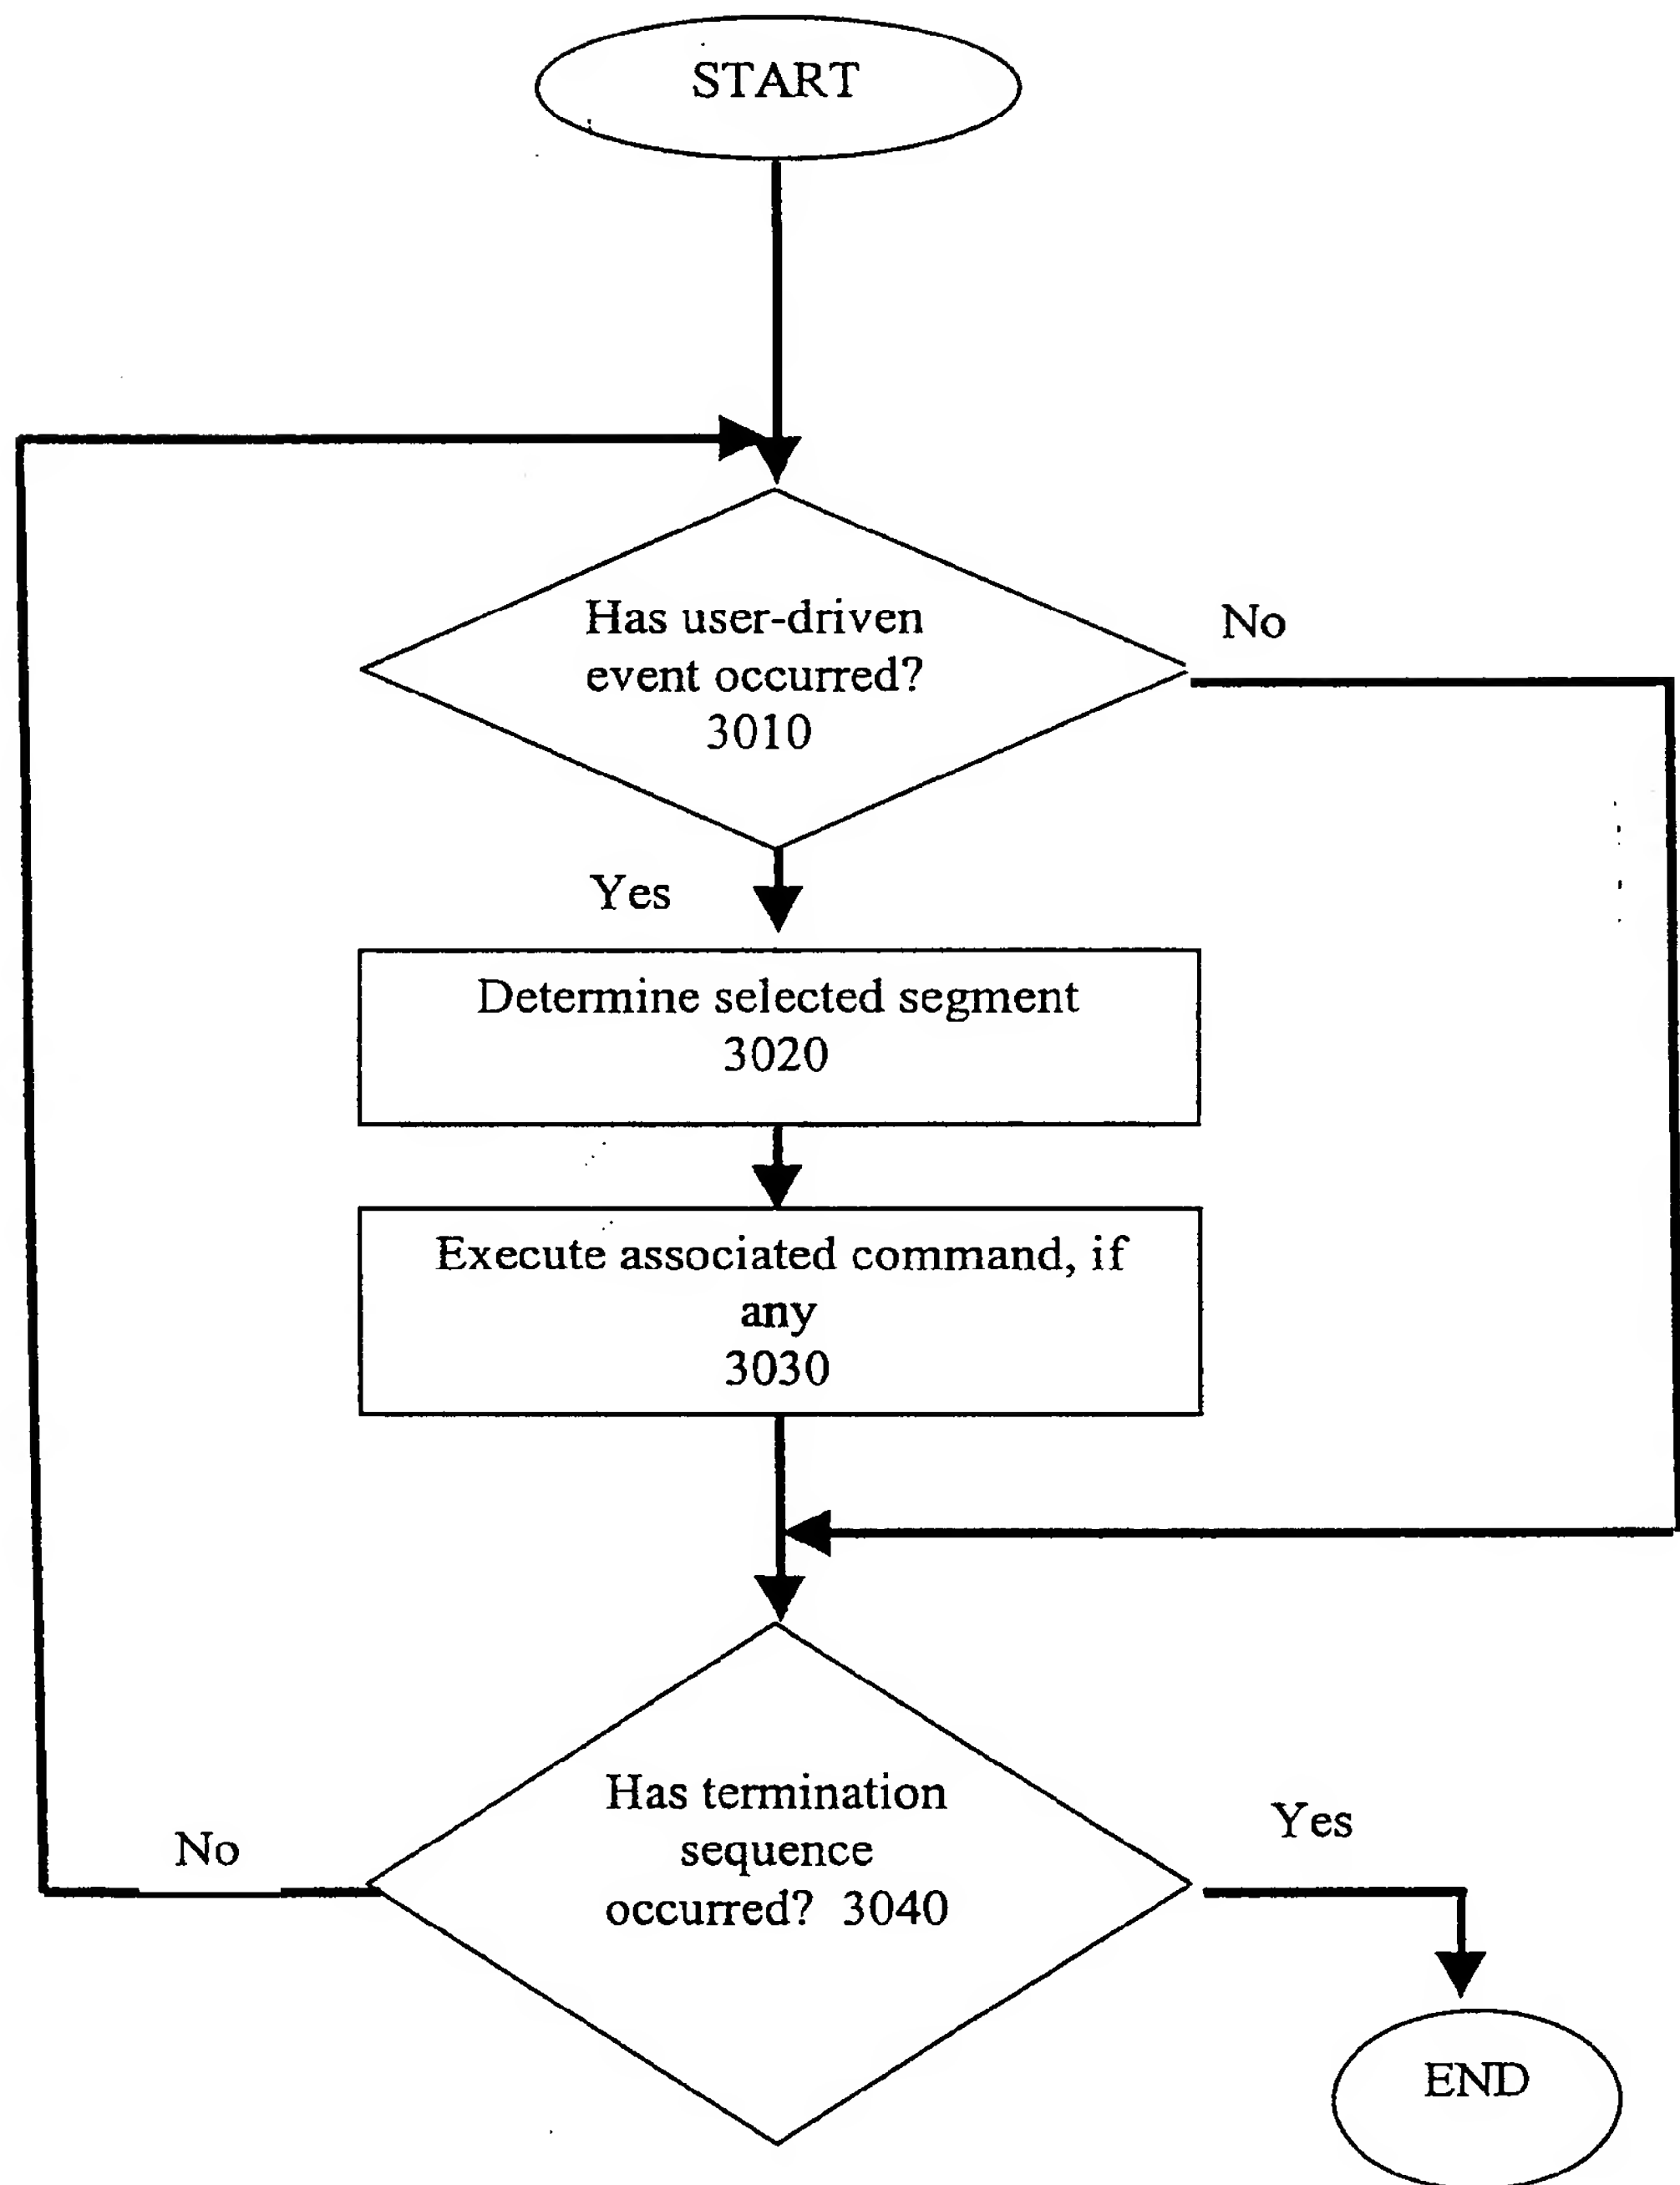 START
Has user-driven
event occurred?
3010
No
Yes
Determine selected segment
3020
Execute associated command, if
any
3030
Has termination
sequence
occurred? 3040
No
Yes
END